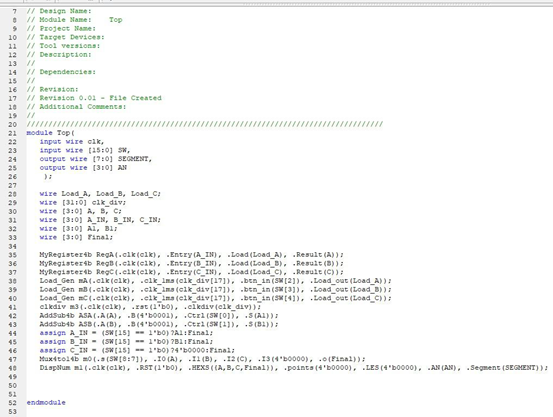 7 // Design Name:
8 // Module Name: Top
9 // Project Name:
10 // Target Devices:
11 // Tool versions:
12 // Description:
13 //
14 // Dependencies:
15 //
16 // Revision:
17 // Revision 0.01 - File Created
18 // Additional Comments:
19 //
20 //////////////////////////////////////////////////////////////////////////////////
21 module Top(
22 input wire clk,
23 input wire [15:0] SW,
24 output wire [7:0] SEGMENT,
25 output wire [3:0] AN
26 );
27
28 wire Load_A, Load_B, Load_C;
29 wire [31:0] clk_div;
30 wire [3:0] A, B, C;
31 wire [3:0] A_IN, B_IN, C_IN;
32 wire [3:0] A1, B1;
33 wire [3:0] Final;
34
35 MyRegister4b RegA(.clk(clk), .Entry(A_IN), .Load(Load_A), .Result(A));
36 MyRegister4b RegB(.clk(clk), .Entry(B_IN), .Load(Load_B), .Result(B));
37 MyRegister4b RegC(.clk(clk), .Entry(C_IN), .Load(Load_C), .Result(C));
38 Load_Gen mA(.clk(clk), .clk_1ms(clk_div[17]), .btn_in(SW[2]), .Load_out(Load_A));
39 Load_Gen mB(.clk(clk), .clk_1ms(clk_div[17]), .btn_in(SW[3]), .Load_out(Load_B));
40 Load_Gen mC(.clk(clk), .clk_1ms(clk_div[17]), .btn_in(SW[4]), .Load_out(Load_C));
41 clkdiv m3(.clk(clk), .rst(1'b0), .clkdiv(clk_div));
42 AddSub4b ASA(.A(A), .B(4'b0001), .Ctrl(SW[0]), .S(A1));
43 AddSub4b ASB(.A(B), .B(4'b0001), .Ctrl(SW[1]), .S(B1));
44 assign A_IN = (SW[15] == 1'b0)?A1:Final;
45 assign B_IN = (SW[15] == 1'b0)?B1:Final;
46 assign C_IN = (SW[15] == 1'b0)?4'b0000:Final;
47 Mux4to14b m0(.s(SW[8:7]), .I0(A), .I1(B), .I2(C), .I3(4'b0000), .o(Final));
48 DispNum m1(.clk(clk), .RST(1'b0), .HEXS({A,B,C,Final}), .points(4'b0000), .LES(4'b0000), .AN(AN), .Segment(SEGMENT));
49
50
51
52 endmodule
53